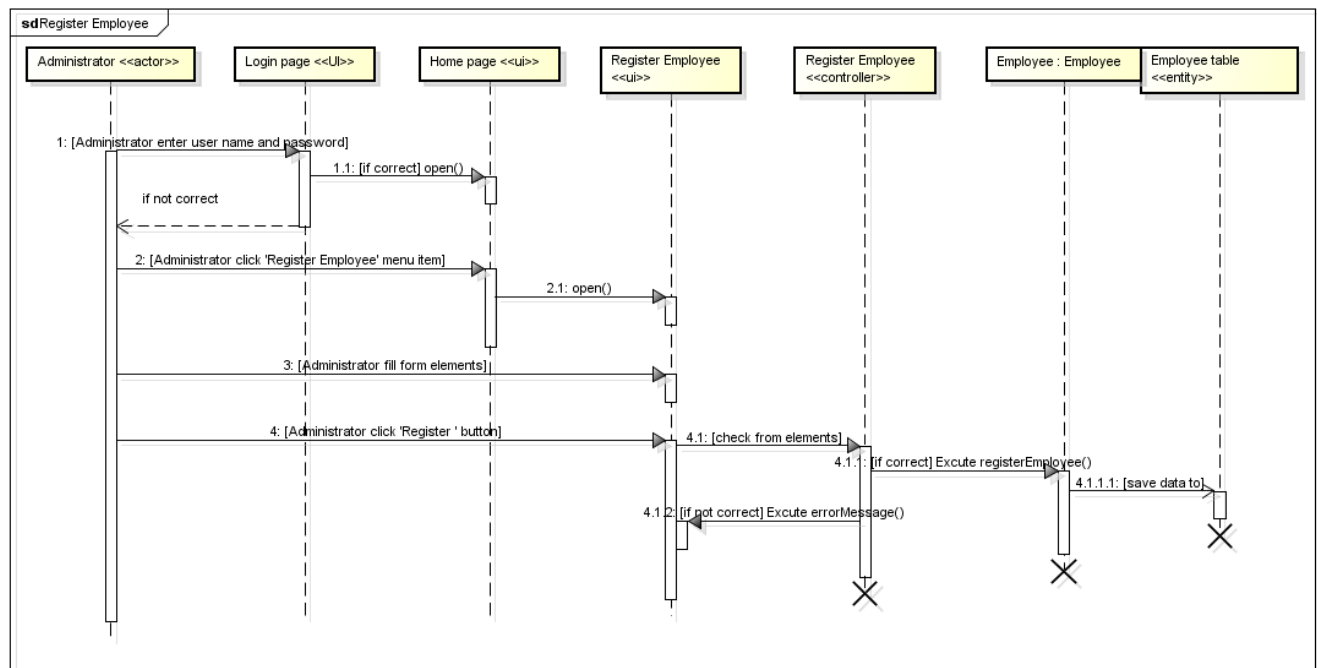 sd Register Employee
Administrator <<actor>>
Login page <<UI>>
Home page <<ui>>
Register Employee
<<ui>>
Register Employee
<<controller>>
Employee : Employee
Employee table
<<entity>>
1: [Administrator enter user name and password]
1.1: [if correct] open()
if not correct
2: [Administrator click 'Register Employee' menu item]
2.1: open()
3: [Administrator fill form elements]
4: [Administrator click 'Register ' button]
4.1: [check from elements]
4.1.1: [if correct] Excute registerEmployee()
4.1.1.1: [save data to]
4.1.2: [if not correct] Excute errorMessage()